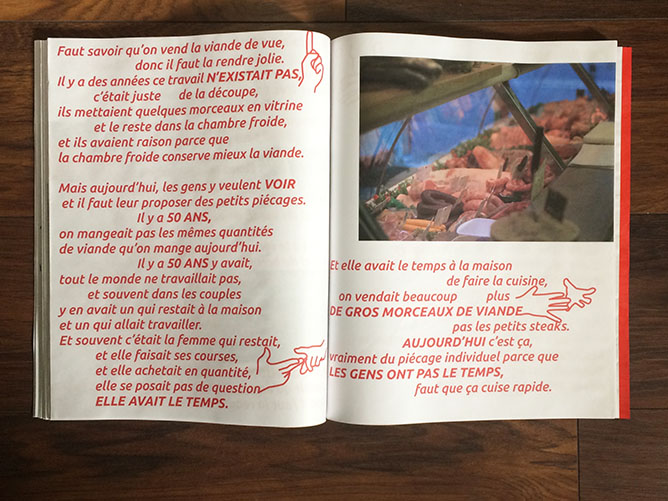 Faut savoir qu'on vend la viande de vue,
donc il faut la rendre jolie.
Il y a des années ce travail N'EXISTAIT PAS,
c'était juste de la découpe,
ils mettaient quelques morceaux en vitrine
et le reste dans la chambre froide,
et ils avaient raison parce que
la chambre froide conserve mieux la viande.
Mais aujourd'hui, les gens y veulent VOIR
et il faut leur proposer des petits piéçages.
Il y a 50 ANS,
on mangeait pas les mêmes quantités
de viande qu'on mange aujourd'hui.
Il y a 50 ANS y avait,
tout le monde ne travaillait pas,
et souvent dans les couples
y en avait un qui restait à la maison
et un qui allait travailler.
Et souvent c'était la femme qui restait,
et elle faisait ses courses,
et elle achetait en quantité,
elle se posait pas de question
ELLE AVAIT LE TEMPS.
Et elle avait le temps à la maison
de faire la cuisine,
on vendait beaucoup plus
DE GROS MORCEAUX DE VIANDE
pas les petits steaks.
AUJOURD'HUI c'est ça,
vraiment du piéçage individuel parce que
LES GENS ONT PAS LE TEMPS,
faut que ça cuise rapide.